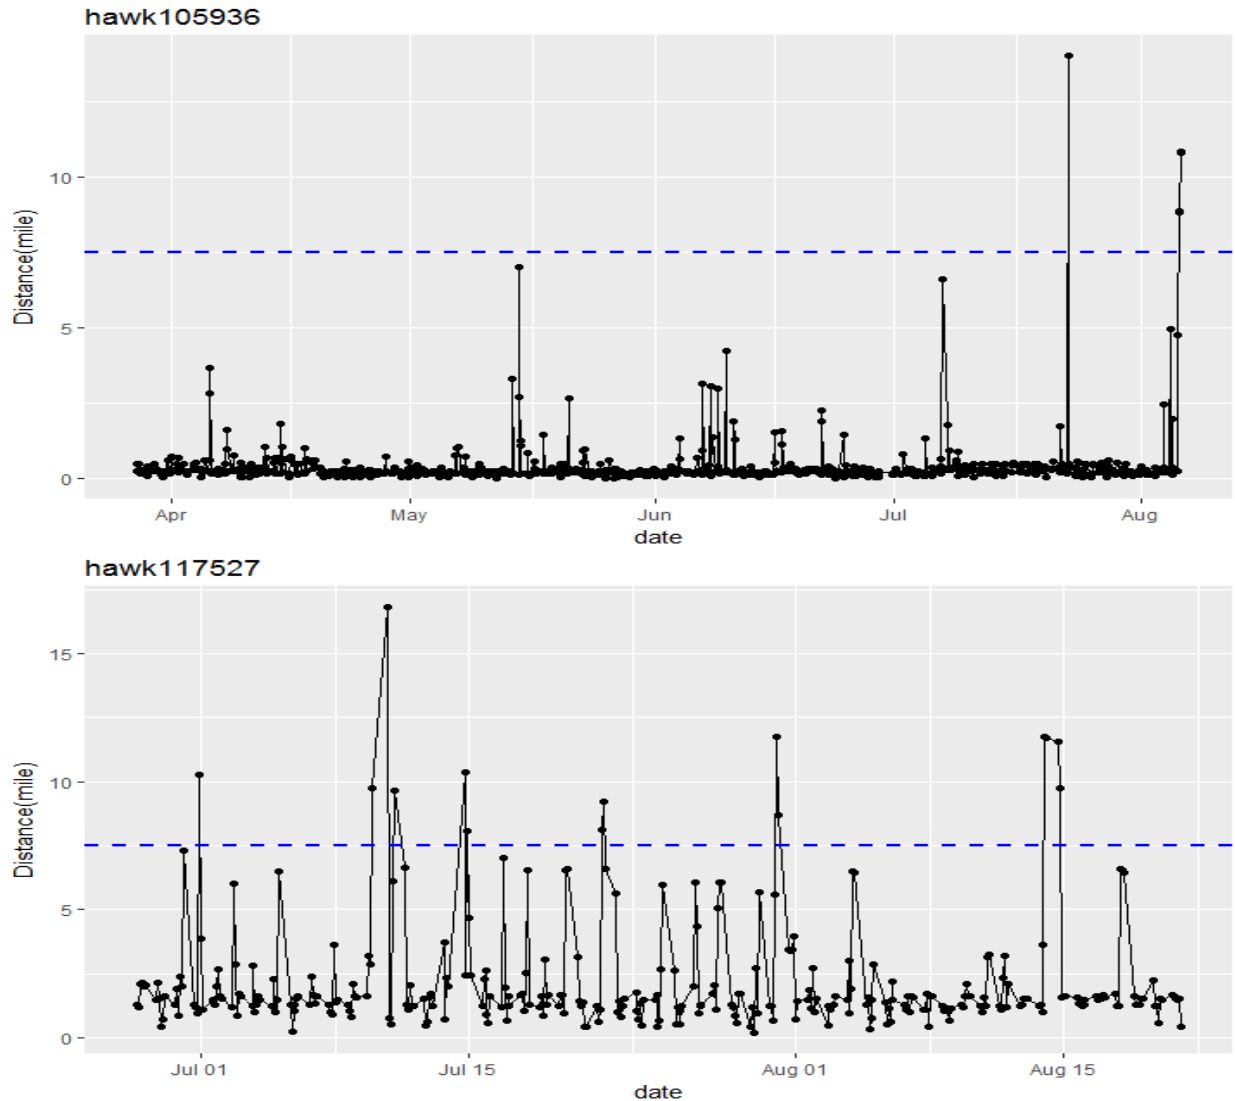 hawk105936
10
5
0
Distance(mile)
Apr May Jun Jul Aug
date
hawk117527
15
10
5
0
Distance(mile)
Jul 01 Jul 15 Aug 01 Aug 15
date